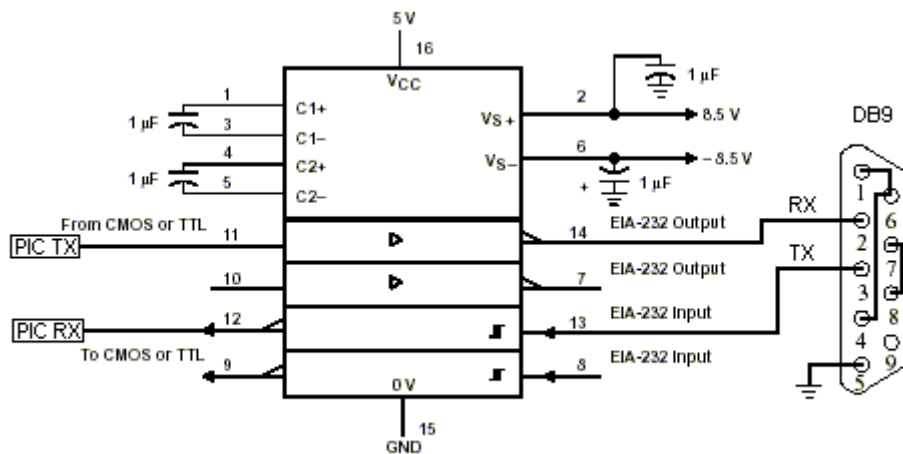 5 V
16
VCC
1
C1+
1 µF
3
C1−
4
C2+
1 µF
5
C2−
2
VS+
1 µF
8.5 V
6
VS−
− 8.5 V
+
1 µF
DB9
From CMOS or TTL
PIC TX
11
14
EIA-232 Output
RX
10
7
EIA-232 Output
TX
PIC RX
12
13
EIA-232 Input
To CMOS or TTL
9
8
EIA-232 Input
0 V
15
GND
1
6
2
7
3
8
4
9
5